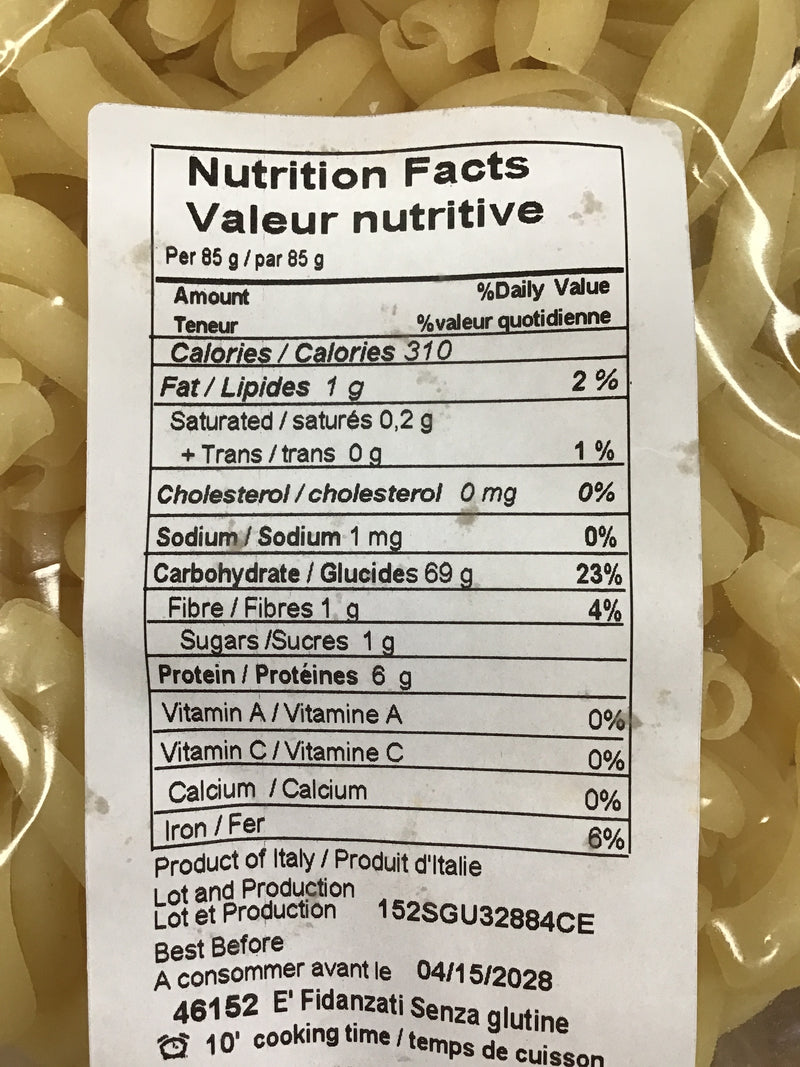 Nutrition Facts
Valeur nutritive
Per 85 g / par 85 g
Amount %Daily Value
Teneur %valeur quotidienne
Calories / Calories 310
Fat / Lipides 1 g 2 %
Saturated / saturés 0,2 g
+ Trans / trans 0 g 1 %
Cholesterol / cholesterol 0 mg 0%
Sodium / Sodium 1 mg 0%
Carbohydrate / Glucides 69 g 23%
Fibre / Fibres 1 g 4%
Sugars /Sucres 1 g
Protein / Protéines 6 g
Vitamin A / Vitamine A 0%
Vitamin C / Vitamine C 0%
Calcium / Calcium 0%
Iron / Fer 6%
Product of Italy / Produit d'Italie
Lot and Production
Lot et Production 152SGU32884CE
Best Before
A consommer avant le 04/15/2028
46152 E' Fidanzati Senza glutine
10' cooking time / temps de cuisson